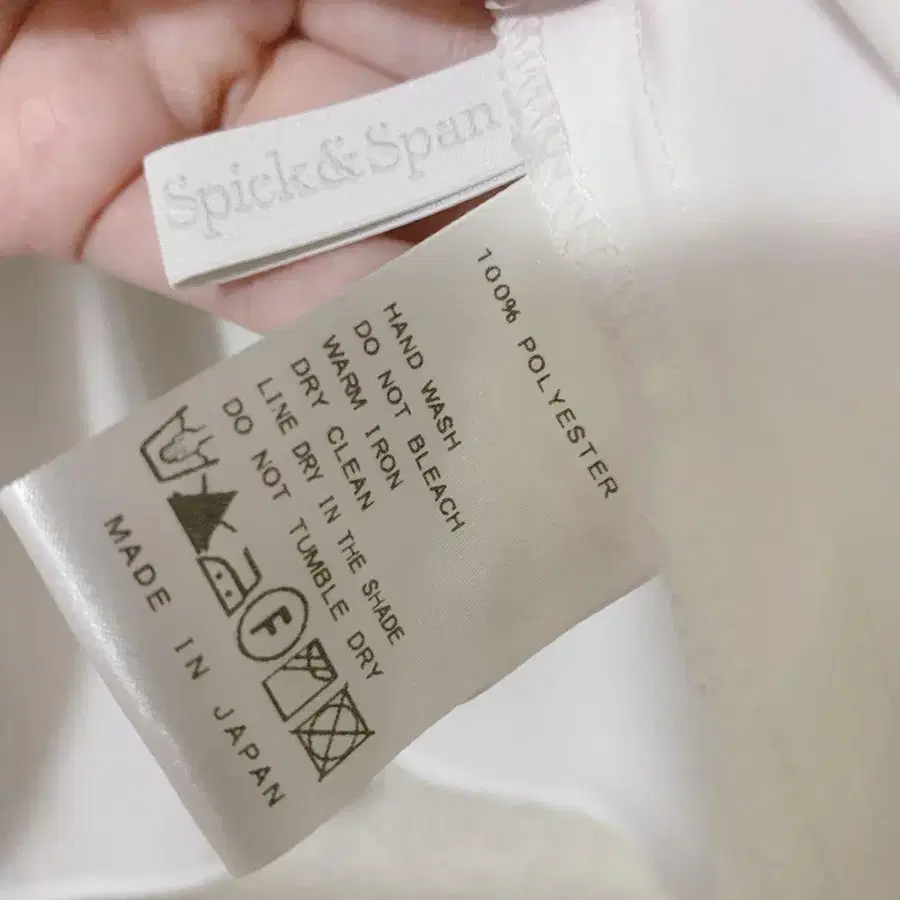 Spick&Span
100% POLYESTER
HAND WASH
DO NOT BLEACH
WARM IRON
DRY CLEAN
LINE DRY IN THE SHADE
DO NOT TUMBLE DRY
F
MADE IN JAPAN